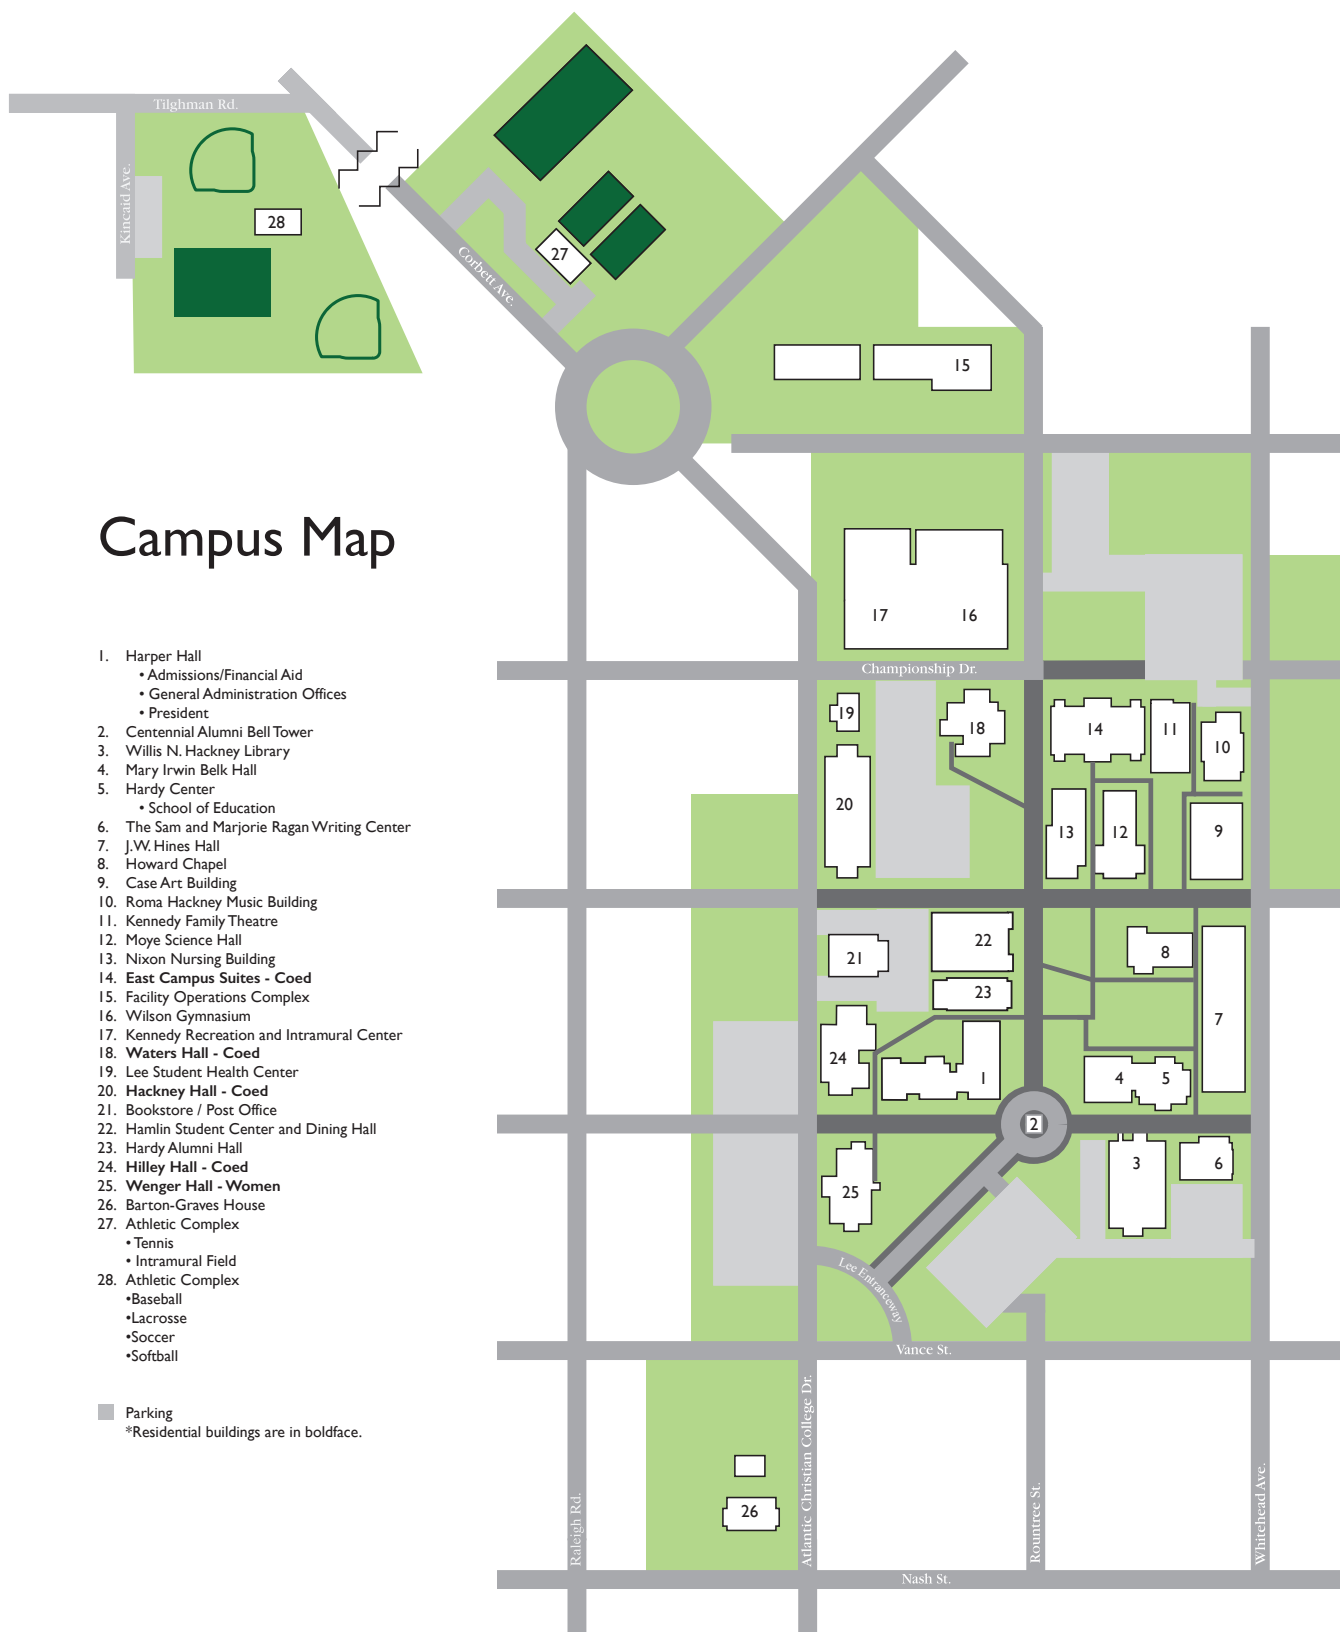 Tilghman Rd.
Kincaid Ave.
28
27
Corbett Ave.
15
Campus Map
17
16
Championship Dr.
1. Harper Hall
• Admissions/Financial Aid
• General Administration Offices
• President
2. Centennial Alumni Bell Tower
3. Willis N. Hackney Library
4. Mary Irwin Belk Hall
5. Hardy Center
• School of Education
6. The Sam and Marjorie Ragan Writing Center
7. J.W. Hines Hall
8. Howard Chapel
9. Case Art Building
10. Roma Hackney Music Building
11. Kennedy Family Theatre
12. Moye Science Hall
13. Nixon Nursing Building
14. East Campus Suites - Coed
15. Facility Operations Complex
16. Wilson Gymnasium
17. Kennedy Recreation and Intramural Center
18. Waters Hall - Coed
19. Lee Student Health Center
20. Hackney Hall - Coed
21. Bookstore / Post Office
22. Hamlin Student Center and Dining Hall
23. Hardy Alumni Hall
24. Hilley Hall - Coed
25. Wenger Hall - Women
26. Barton-Graves House
27. Athletic Complex
• Tennis
• Intramural Field
28. Athletic Complex
•Baseball
•Lacrosse
•Soccer
•Softball
Parking
*Residential buildings are in boldface.
19
18
14
11
10
20
13
12
9
21
22
8
23
7
24
1
4
5
2
3
6
25
Lee Entranceway
Vance St.
26
Raleigh Rd.
Atlantic Christian College Dr.
Rountree St.
Whitehead Ave.
Nash St.